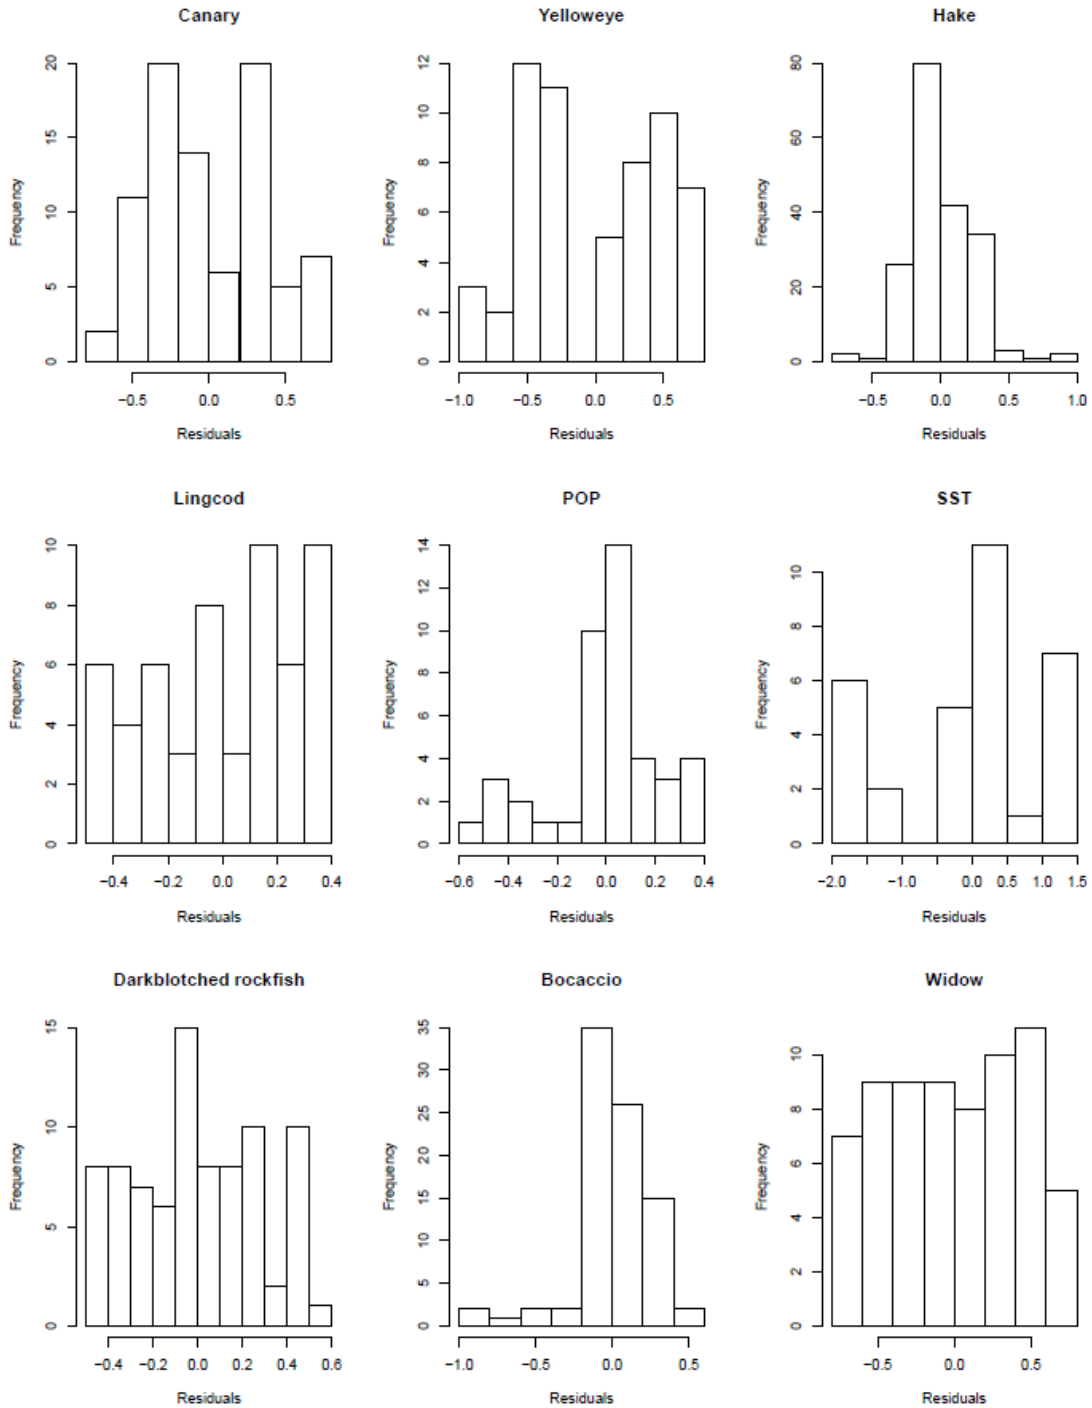 Canary
Yelloweye
Hake
Frequency
0 5 10 15 20
−0.5 0.0 0.5
Residuals
Frequency
0 2 4 6 8 10 12
−1.0 −0.5 0.0 0.5
Residuals
Frequency
0 20 40 60 80
−0.5 0.0 0.5 1.0
Residuals
Lingcod
POP
SST
Frequency
0 2 4 6 8 10
−0.4 −0.2 0.0 0.2 0.4
Residuals
Frequency
0 2 4 6 8 10 12 14
−0.6 −0.4 −0.2 0.0 0.2 0.4
Residuals
Frequency
0 2 4 6 8 10
−2.0 −1.0 0.0 0.5 1.0 1.5
Residuals
Darkblotched rockfish
Bocaccio
Widow
Frequency
0 5 10 15
−0.4 −0.2 0.0 0.2 0.4 0.6
Residuals
Frequency
0 5 10 15 20 25 30 35
−1.0 −0.5 0.0 0.5
Residuals
Frequency
0 2 4 6 8 10
−0.5 0.0 0.5
Residuals